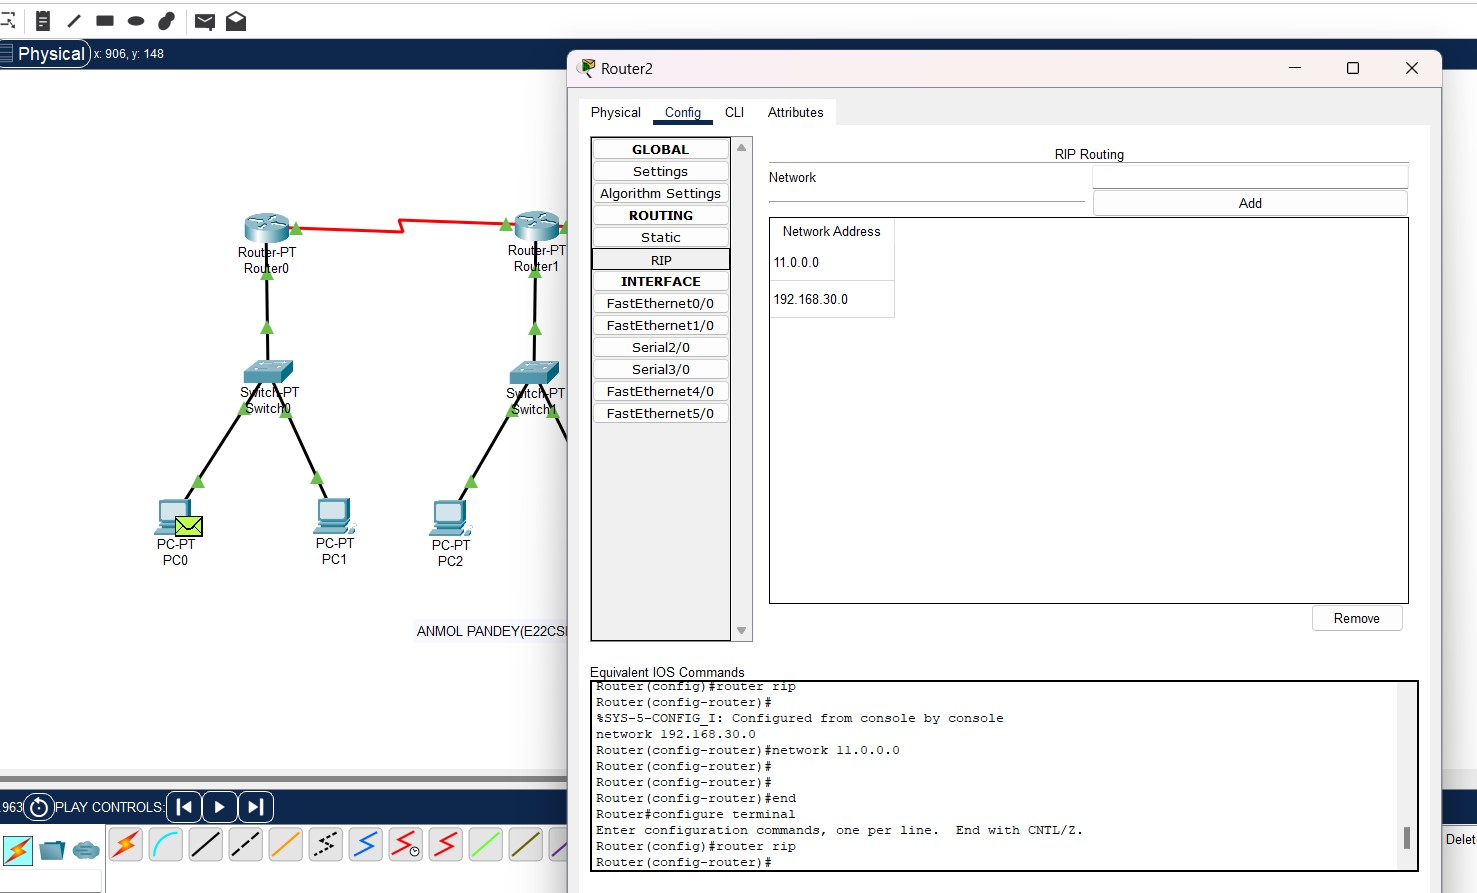 Physical x: 906, y: 148
Router-PT
Router0
Router-PT
Router1
Switch-PT
Switch0
Switch-PT
Switch1
PC-PT
PC0
PC-PT
PC1
PC-PT
PC2
ANMOL PANDEY(E22CS
.963 PLAY CONTROLS:
Router2
Physical Config CLI Attributes
GLOBAL
Settings
Algorithm Settings
ROUTING
Static
RIP
INTERFACE
FastEthernet0/0
FastEthernet1/0
Serial2/0
Serial3/0
FastEthernet4/0
FastEthernet5/0
RIP Routing
Network
Add
Network Address
11.0.0.0
192.168.30.0
Remove
Equivalent IOS Commands
Router(config)#router rip
Router(config-router)#
%SYS-5-CONFIG_I: Configured from console by console
network 192.168.30.0
Router(config-router)#network 11.0.0.0
Router(config-router)#
Router(config-router)#
Router(config-router)#end
Router#configure terminal
Enter configuration commands, one per line.  End with CNTL/Z.
Router(config)#router rip
Router(config-router)#
Delet